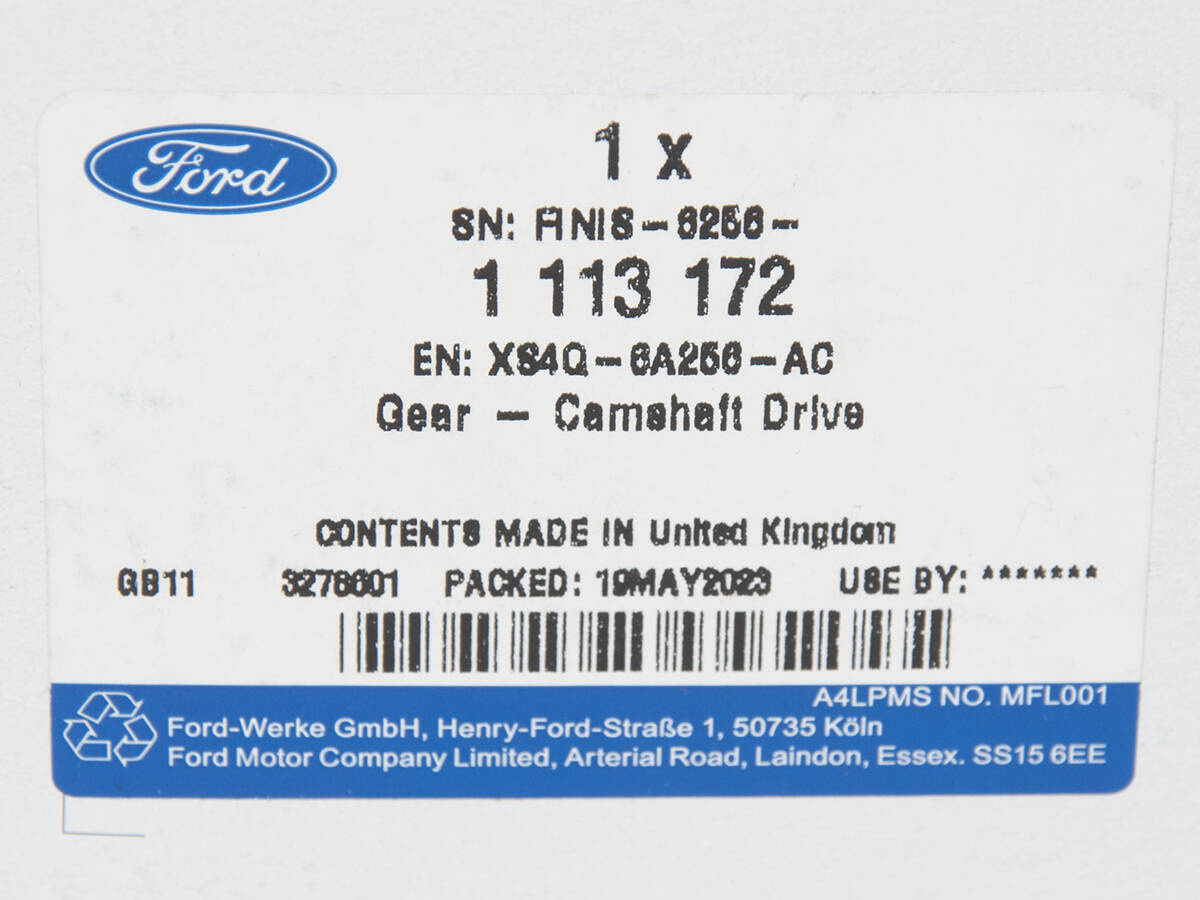 Ford
1 x
SN: FINIS-6256-
1 113 172
EN: XS4Q-6A256-AC
Gear - Camshaft Drive
CONTENTS MADE IN United Kingdom
GB11 3278601 PACKED: 19MAY2023 USE BY: *******
A4LPMS NO. MFL001
Ford-Werke GmbH, Henry-Ford-Straße 1, 50735 Köln
Ford Motor Company Limited, Arterial Road, Laindon, Essex. SS15 6EE